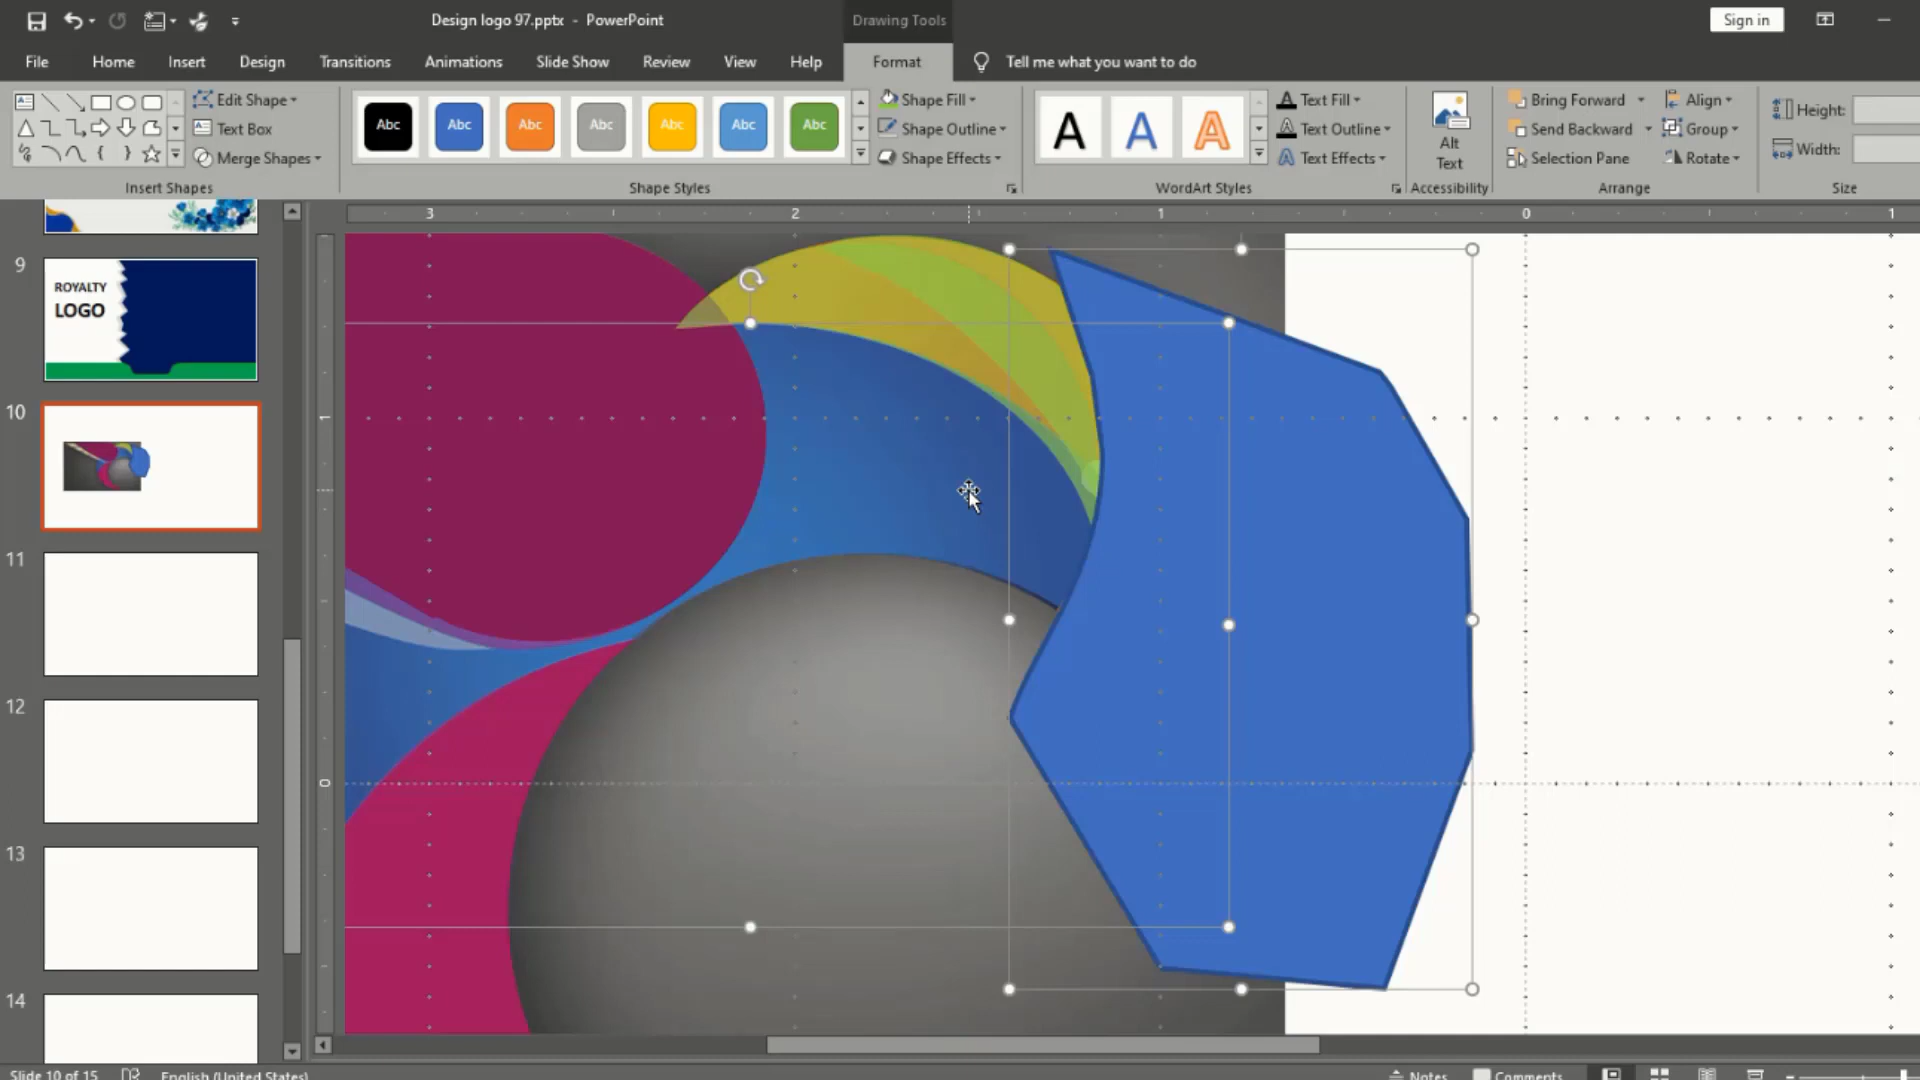 Design logo 97.pptx - PowerPoint
Drawing Tools
Sign in
File Home Insert Design Transitions Animations Slide Show Review View Help Format Tell me what you want to do
Edit Shape
Text Box
Merge Shapes
Insert Shapes
Abc Abc Abc Abc Abc Abc Abc
Shape Fill
Shape Outline
Shape Effects
Shape Styles
A A A
Text Fill
Text Outline
Text Effects
WordArt Styles
Alt
Text
Accessibility
Bring Forward
Send Backward
Selection Pane
Align
Group
Rotate
Arrange
Height:
Width:
Size
3 2 1 0 1
1
0
9
ROYALTY
LOGO
10
11
12
13
14
Slide 10 of 15 English (United States) Notes Comments